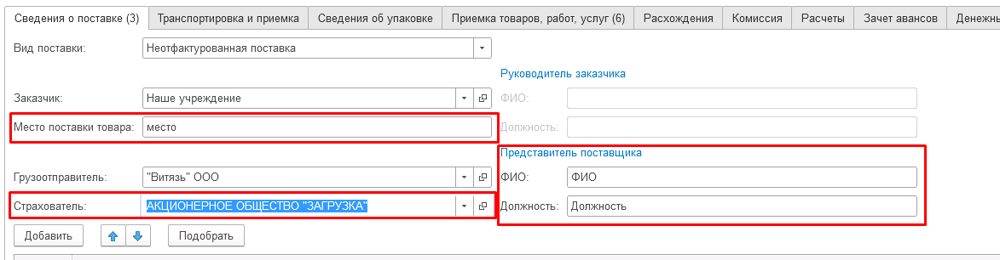 Сведения о поставке (3) Транспортировка и приемка Сведения об упаковке Приемка товаров, работ, услуг (6) Расхождения Комиссия Расчеты Зачет авансов Денежны
Вид поставки: Неотфактурованная поставка
Руководитель заказчика
Заказчик: Наше учреждение ФИО:
Место поставки товара: место Должность:
Представитель поставщика
Грузоотправитель: "Витязь" ООО ФИО: ФИО
Страхователь: АКЦИОНЕРНОЕ ОБЩЕСТВО "ЗАГРУЗКА" Должность: Должность
Добавить Подобрать